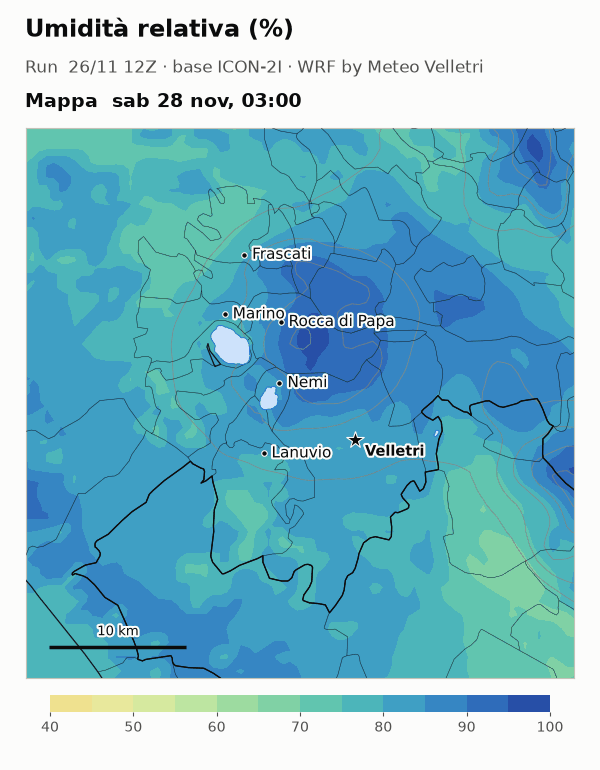 Umidità relativa (%)
Run  26/11 12Z · base ICON-2I · WRF by Meteo Velletri
Mappa  sab 28 nov, 03:00
Frascati
Marino
Rocca di Papa
Nemi
Velletri
Lanuvio
10 km
40 50 60 70 80 90 100